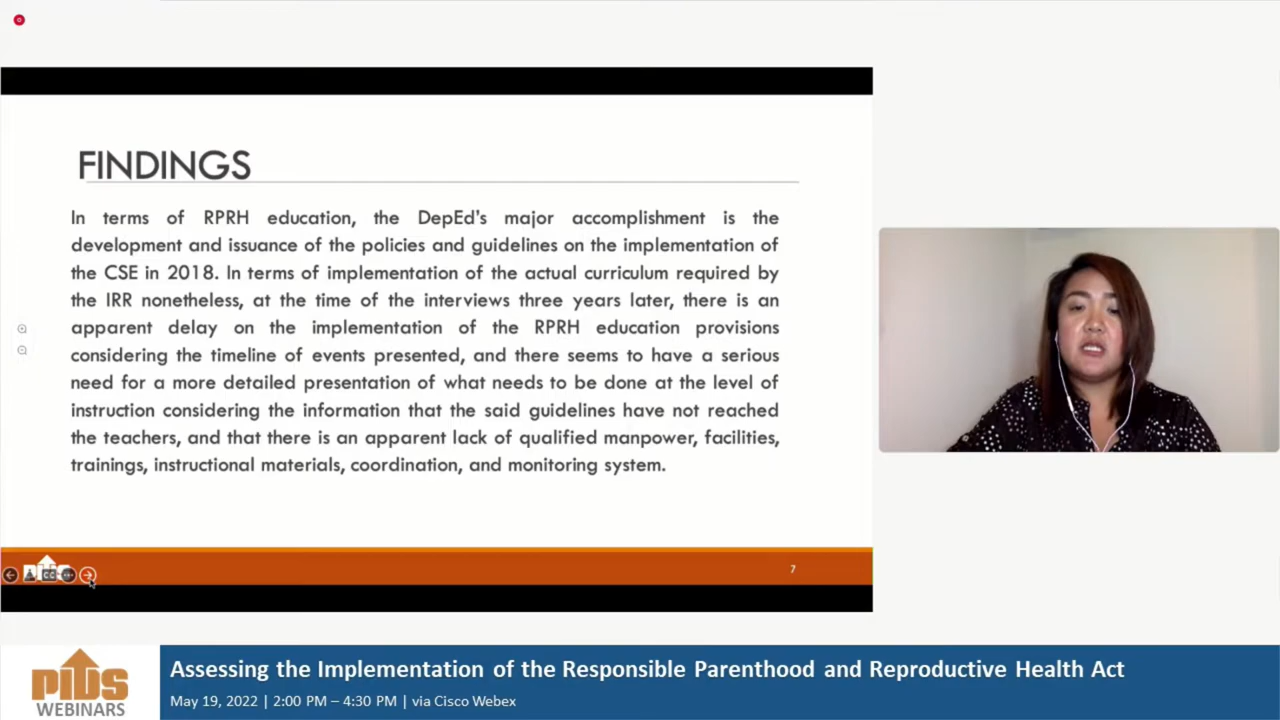 FINDINGS
In terms of RPRH education, the DepEd's major accomplishment is the
development and issuance of the policies and guidelines on the implementation of
the CSE in 2018. In terms of implementation of the actual curriculum required by
the IRR nonetheless, at the time of the interviews three years later, there is an
apparent delay on the implementation of the RPRH education provisions
considering the timeline of events presented, and there seems to have a serious
need for a more detailed presentation of what needs to be done at the level of
instruction considering the information that the said guidelines have not reached
the teachers, and that there is an apparent lack of qualified manpower, facilities,
trainings, instructional materials, coordination, and monitoring system.
CC
7
PIDS
WEBINARS
Assessing the Implementation of the Responsible Parenthood and Reproductive Health Act
May 19, 2022 | 2:00 PM – 4:30 PM | via Cisco Webex